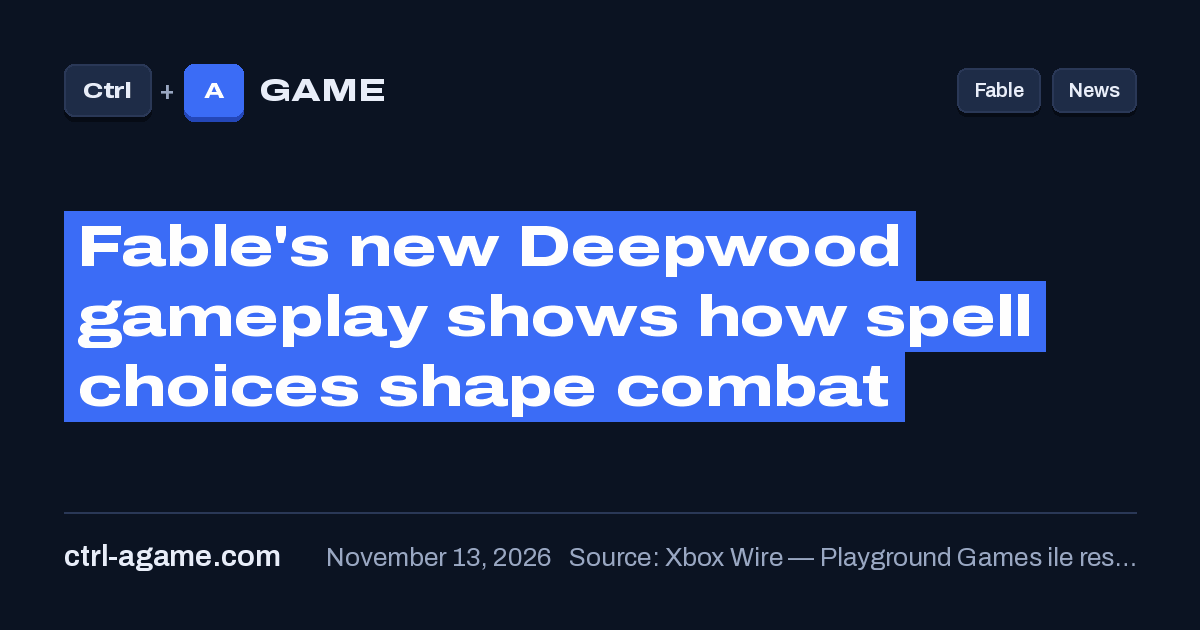 Ctrl + A GAME
Fable News
Fable's new Deepwood
gameplay shows how spell
choices shape combat
ctrl-agame.com November 13, 2026 Source: Xbox Wire — Playground Games ile res...